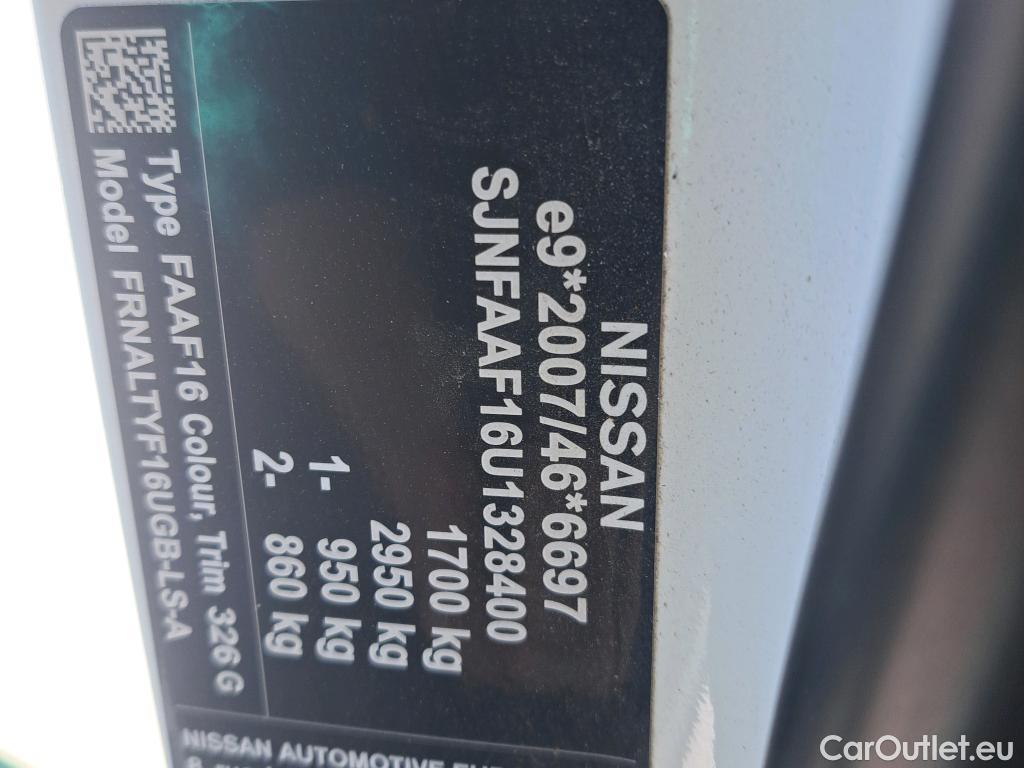 NISSAN
e9*2007/46*6697
SJNFAAF16U1328400
1700 kg
2950 kg
1- 950 kg
2- 860 kg
Type FAAF16 Colour, Trim 326 G
Model FRNALTYF16UGB-LS-A
NISSAN AUTOMOTIVE
CarOutlet.eu